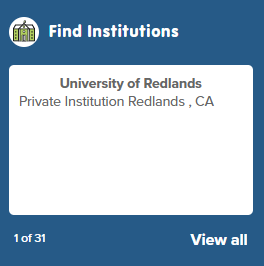 Find Institutions
University of Redlands
Private Institution Redlands , CA
1 of 31
View all